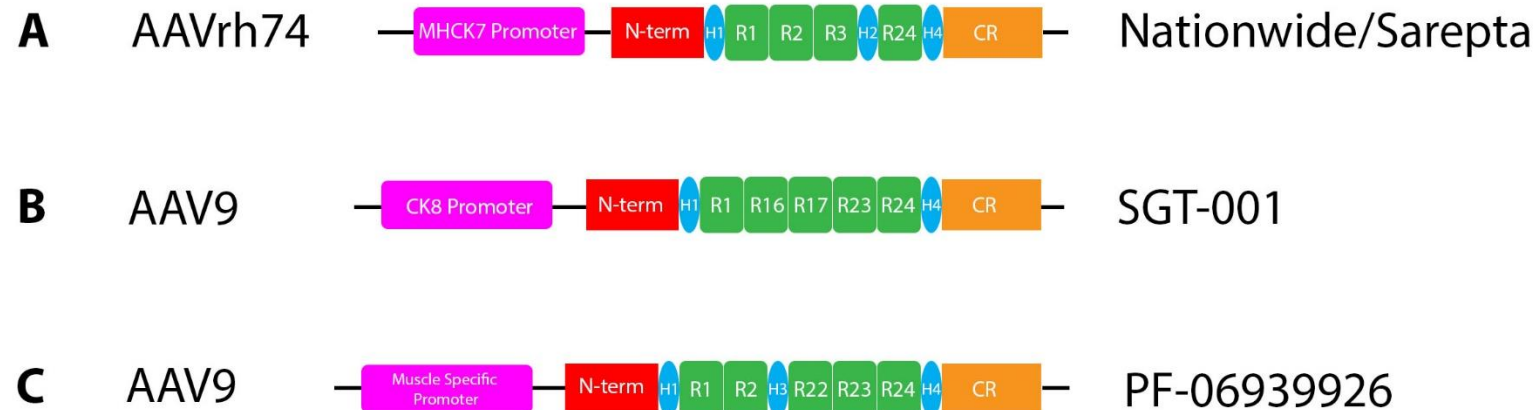 A AAVrh74 MHCK7 Promoter N-term H1 R1 R2 R3 H2 R24 H4 CR Nationwide/Sarepta
B AAV9 CK8 Promoter N-term H1 R1 R16 R17 R23 R24 H4 CR SGT-001
C AAV9 Muscle Specific Promoter N-term H1 R1 R2 H3 R22 R23 R24 H4 CR PF-06939926